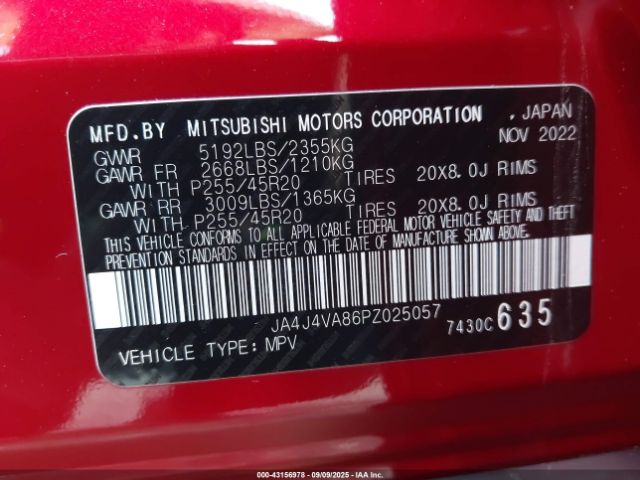 MFD.BY MITSUBISHI MOTORS CORPORATION , JAPAN
NOV 2022
GVWR 5192LBS/2355KG
GAWR FR 2668LBS/1210KG
WITH P255/45R20 TIRES 20X8.0J RIMS
GAWR RR 3009LBS/1365KG
WITH P255/45R20 TIRES 20X8.0J RIMS
THIS VEHICLE CONFORMS TO ALL APPLICABLE FEDERAL MOTOR VEHICLE SAFETY AND THEFT
PREVENTION STANDARDS IN EFFECT ON THE DATE OF MANUFACTURE SHOWN ABOVE.
JA4J4VA86PZ025057 7430C 635
VEHICLE TYPE: MPV
000-43156978 - 09/09/2025 - IAA Inc.